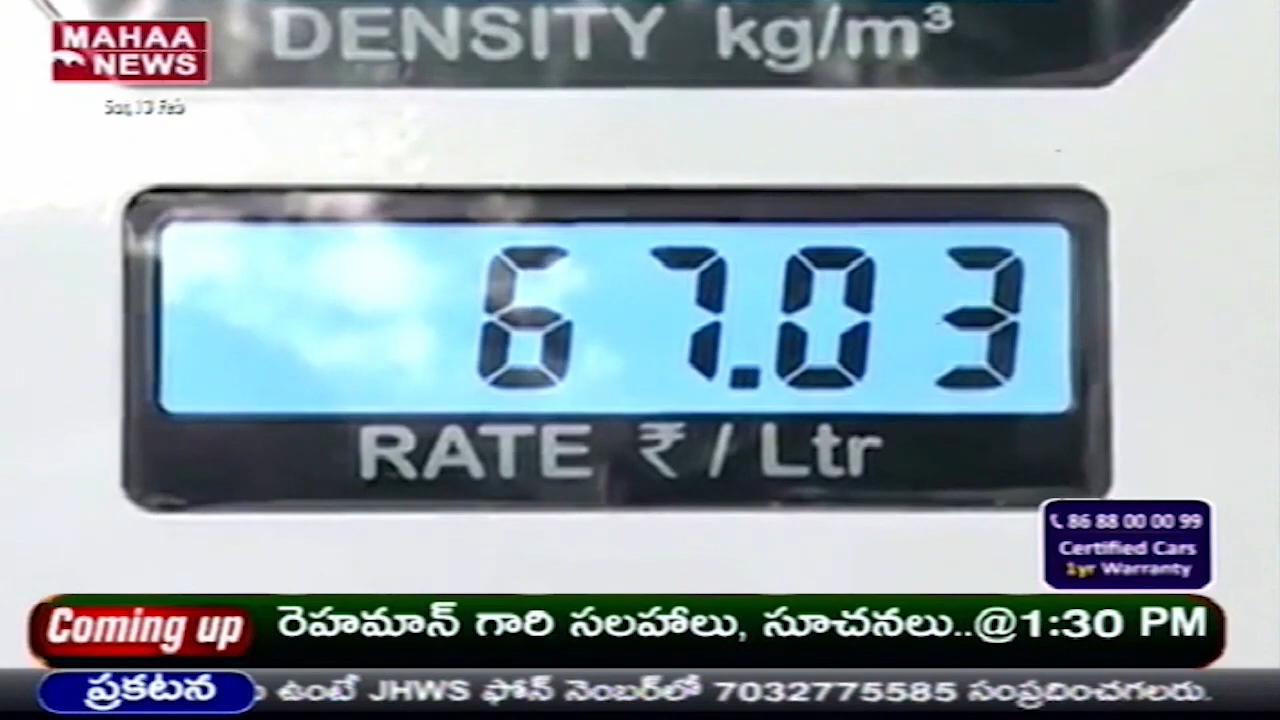 DENSITY kg/m³
MAHAA
NEWS
67.03
RATE ₹/Ltr
86 88 00 00 99
Certified Cars
1yr Warranty
Coming up రెహమాన్ గారి సలహాలు, సూచనలు..@1:30 PM
ప్రకటన ఉంటే JHWS ఫోన్ నెంబర్‌లో 7032775585 సంప్రదించగలరు.